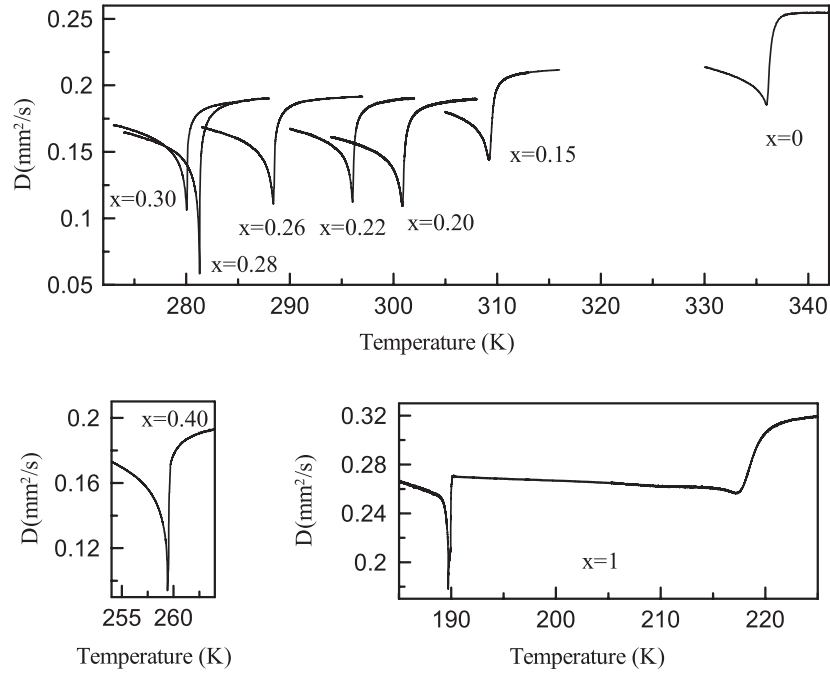 0.25
0.2
0.15
0.1
0.05
D(mm²/s)
x=0.30
x=0.28
x=0.26
x=0.22
x=0.20
x=0.15
x=0
280 290 300 310 320 330 340
Temperature (K)
0.2
0.16
0.12
D(mm²/s)
x=0.40
255 260
Temperature (K)
0.32
0.28
0.24
0.2
D(mm²/s)
x=1
190 200 210 220
Temperature (K)